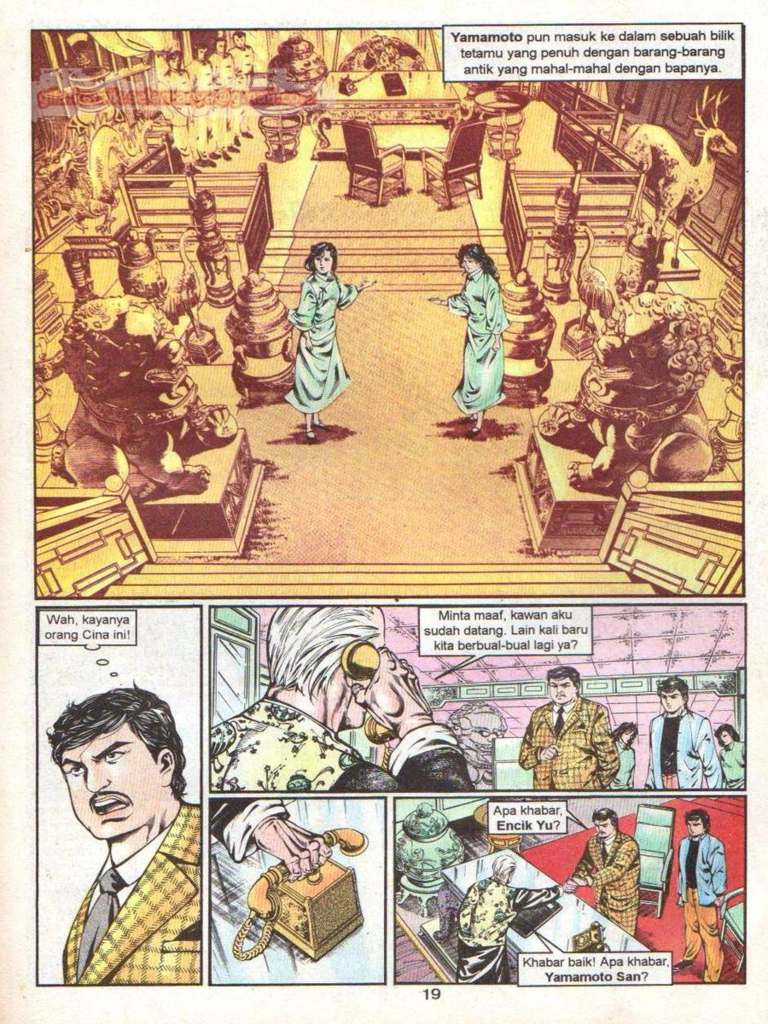 Yamamoto pun masuk ke dalam sebuah bilik
tetamu yang penuh dengan barang-barang
antik yang mahal-mahal dengan bapanya.
Wah, kayanya
orang Cina ini!
Minta maaf, kawan aku
sudah datang. Lain kali baru
kita berbual-bual lagi ya?
Apa khabar,
Encik Yu?
Khabar baik! Apa khabar,
Yamamoto San?
19